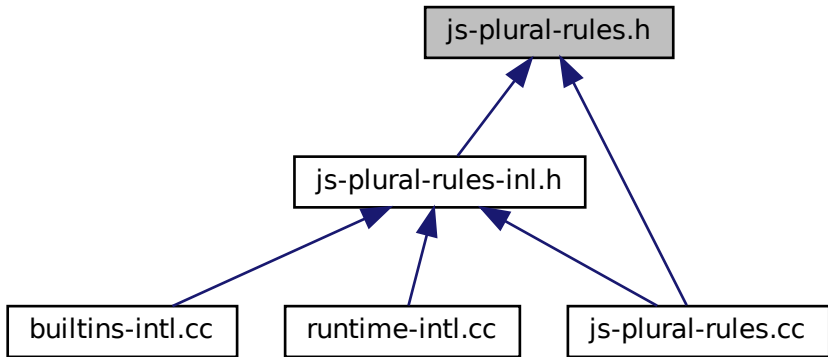 js-plural-rules.h
js-plural-rules-inl.h
builtins-intl.cc
runtime-intl.cc
js-plural-rules.cc